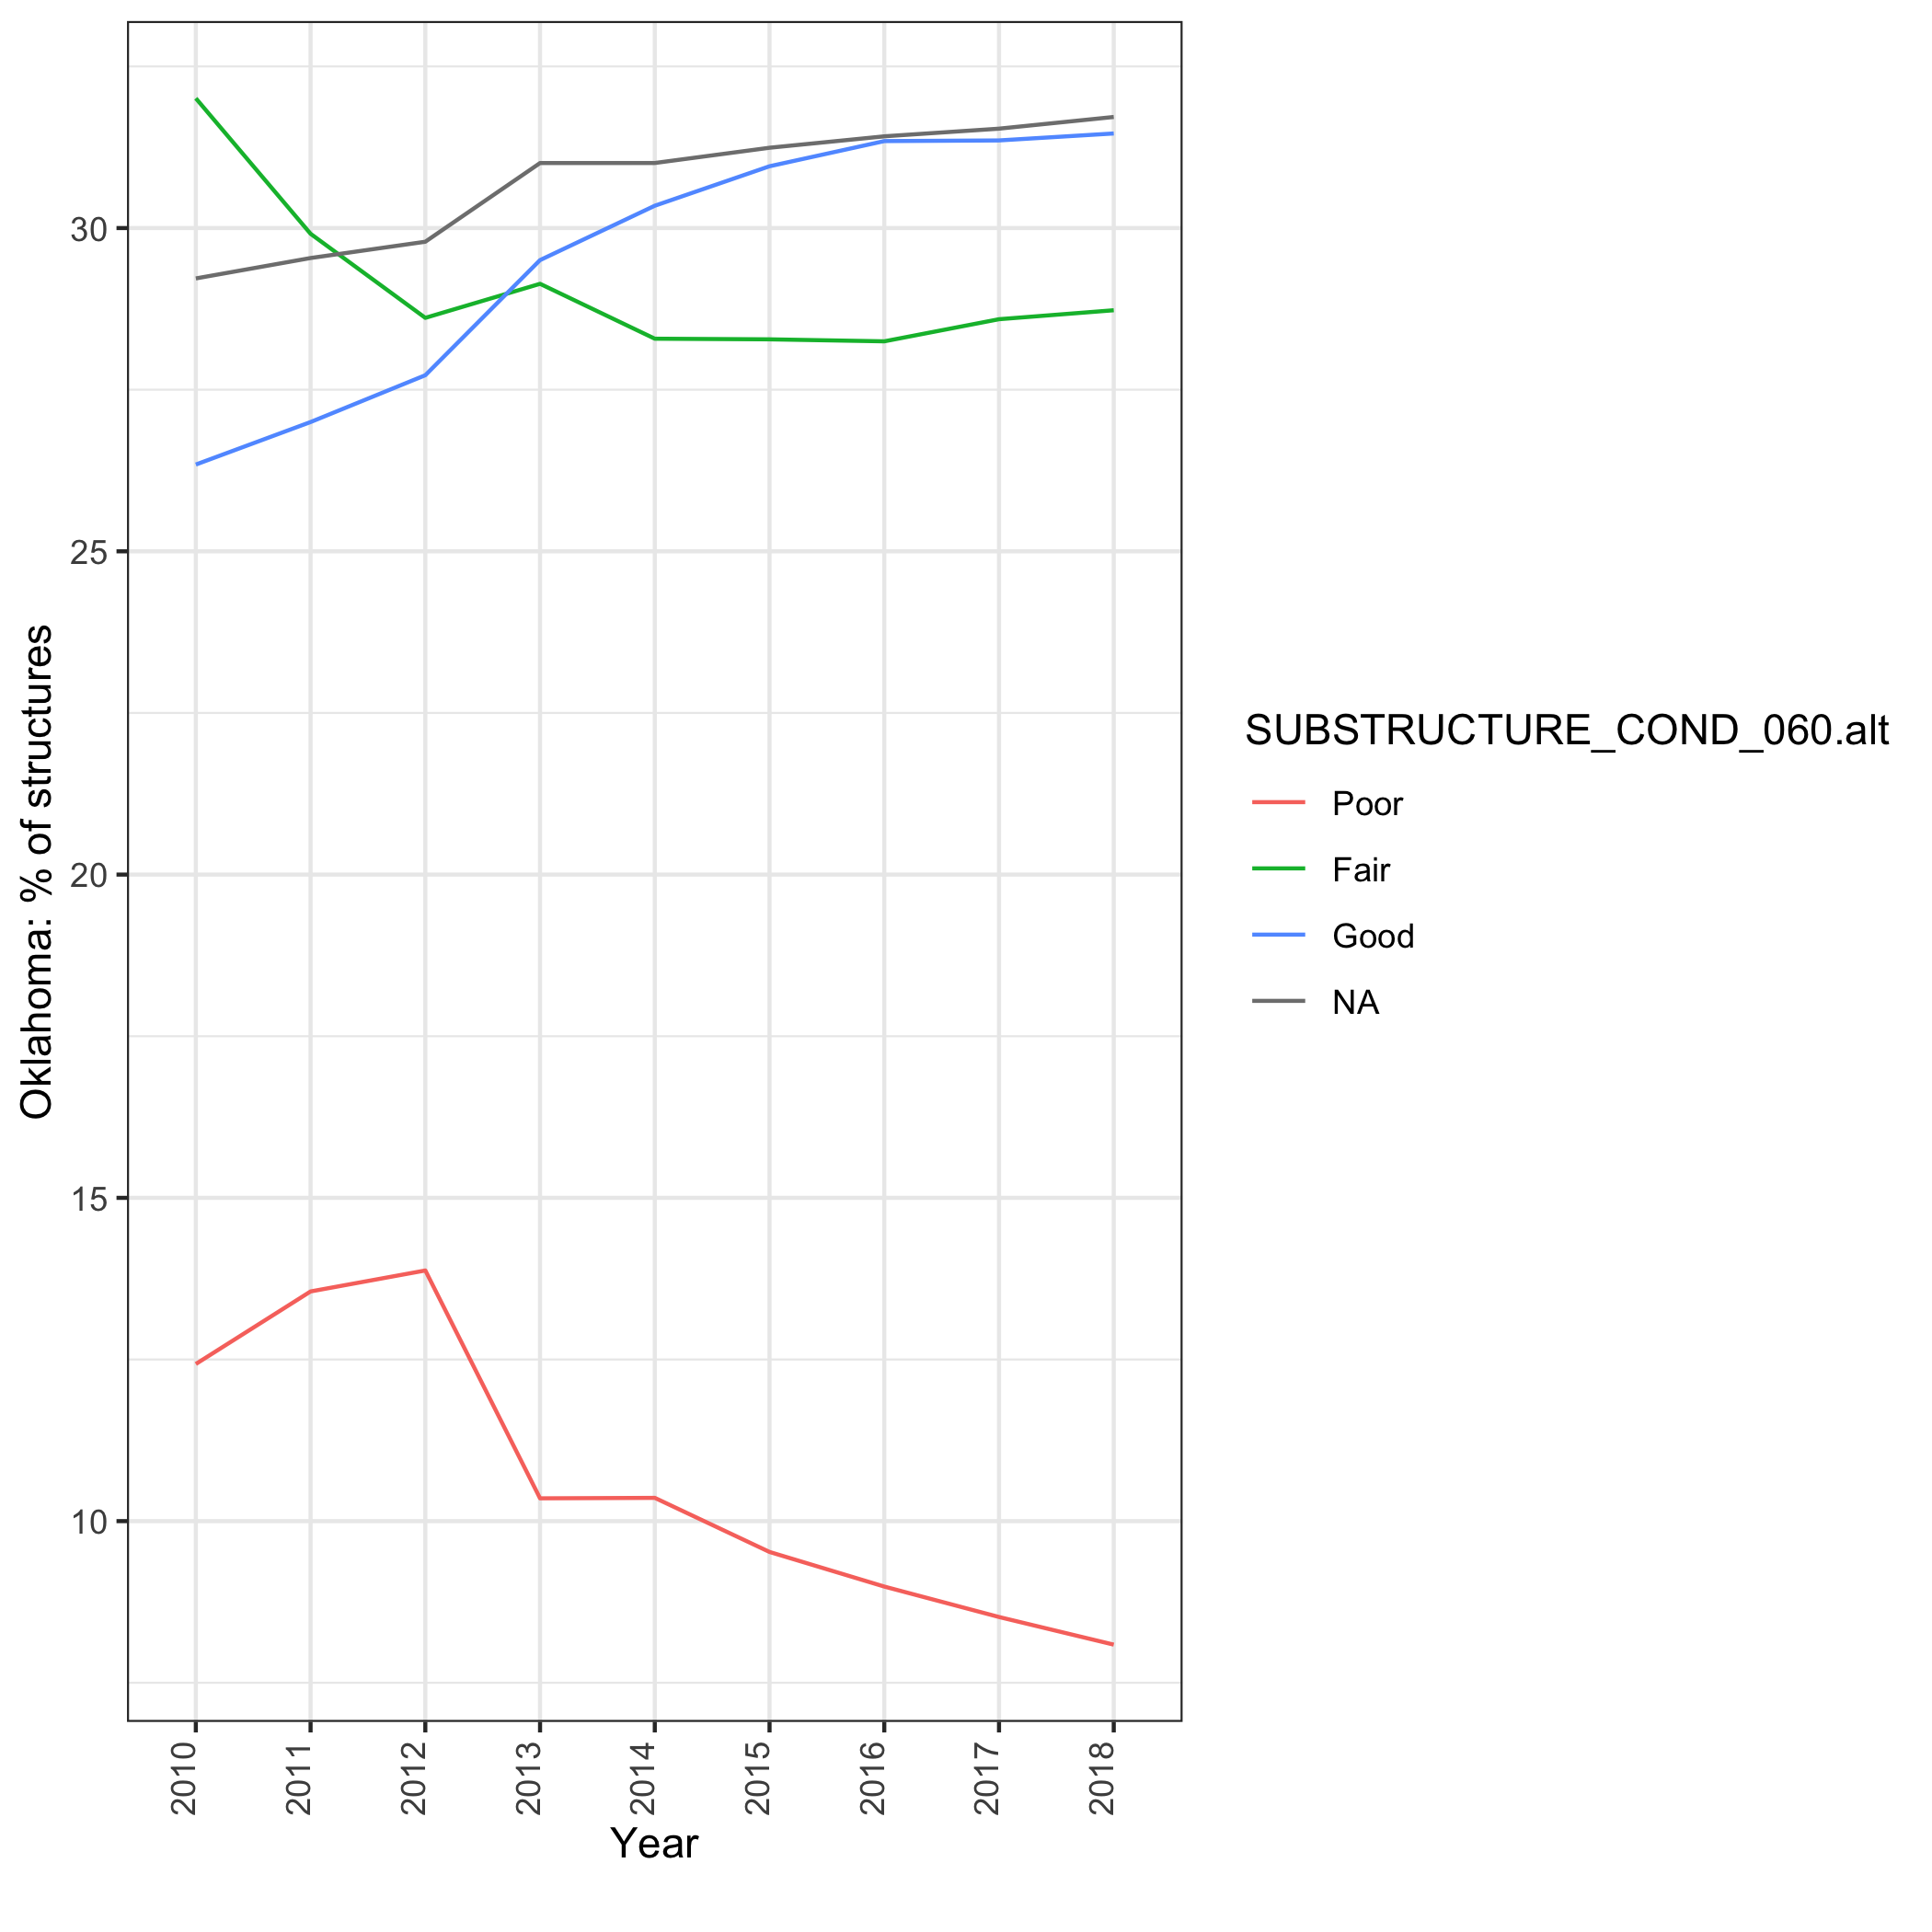 Oklahoma: % of structures
30
25
20
15
10
2010
2011
2012
2013
2014
2015
2016
2017
2018
Year
SUBSTRUCTURE_COND_060.alt
Poor
Fair
Good
NA